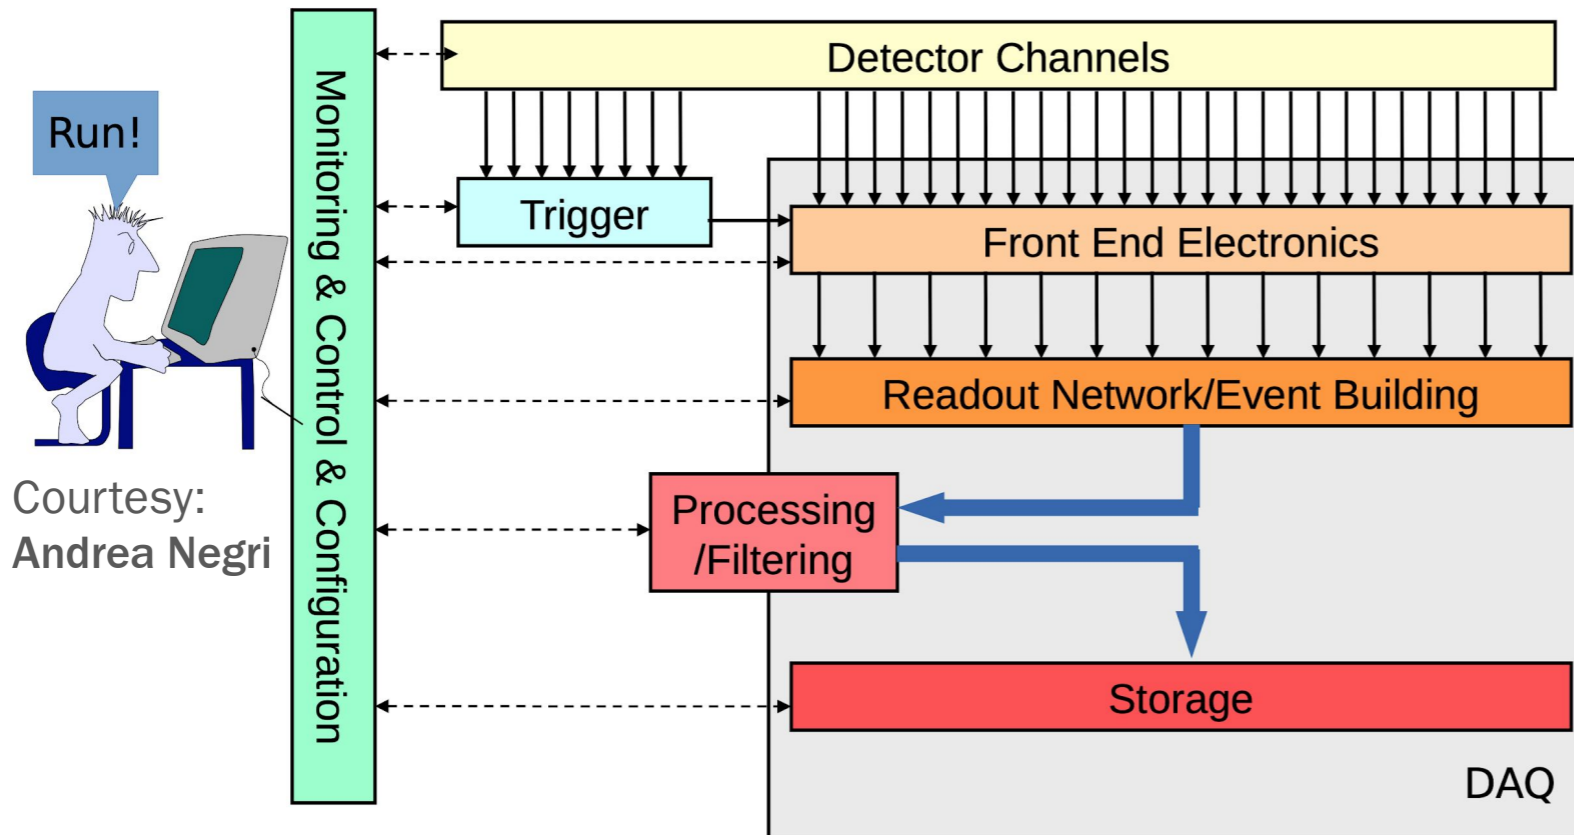 Detector Channels
Run!
Monitoring & Control & Configuration
Trigger
Front End Electronics
Readout Network/Event Building
Courtesy:
Andrea Negri
Processing
/Filtering
Storage
DAQ